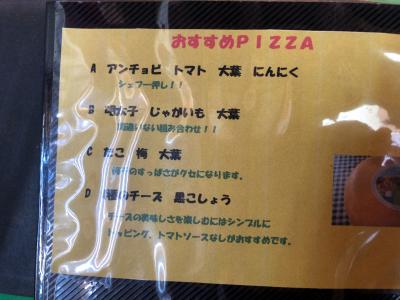 おすすめPIZZA
A アンチョビ トマト 大葉 にんにく
シェフ一押し!!
B 明太子 じゃがいも 大葉
間違いない組み合わせ!!
C たこ 梅 大葉
のすっぱさがクセになります。
D 種のチーズ 黒こしょう
チーズの美味しさを楽しむにはシンプルに
トッピング、トマトソースなしがおすすめです。